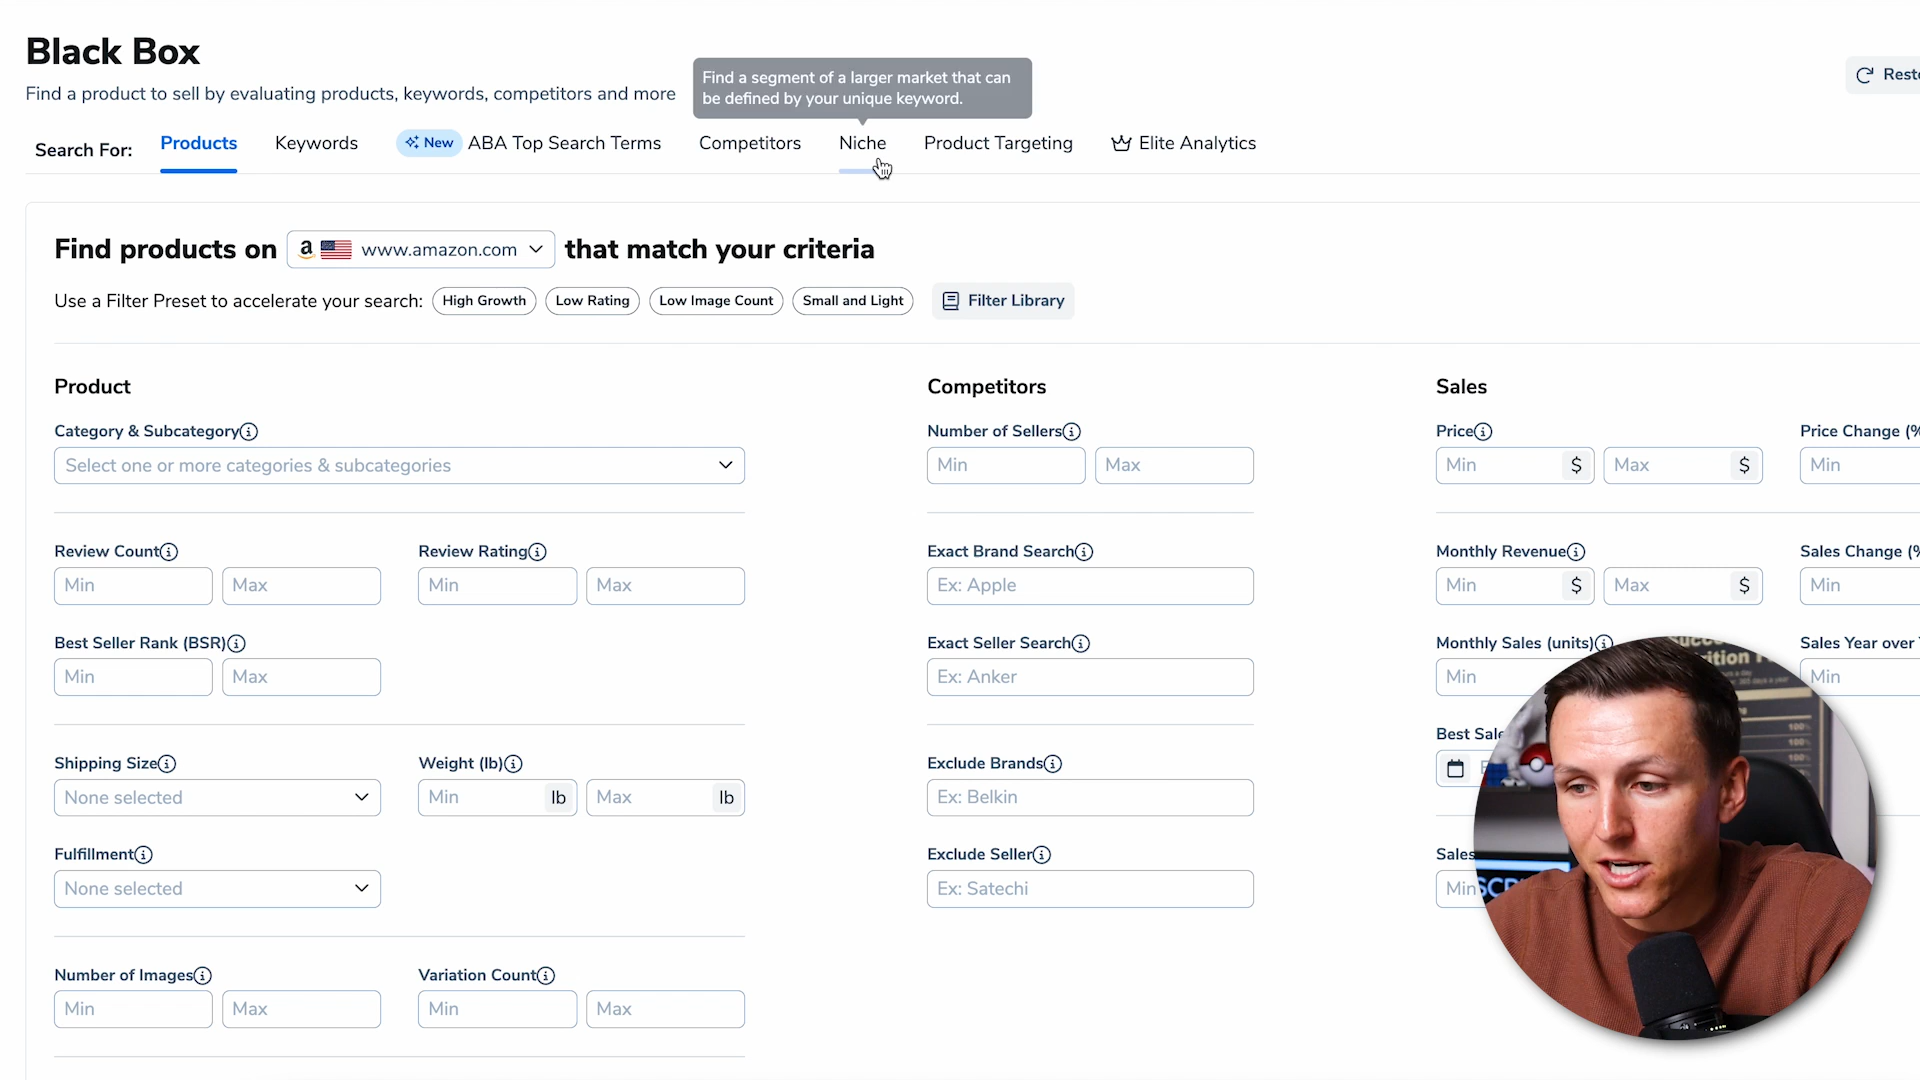 Black Box
Find a product to sell by evaluating products, keywords, competitors and more
Find a segment of a larger market that can
be defined by your unique keyword.
Search For:
Products
Keywords
New
ABA Top Search Terms
Competitors
Niche
Product Targeting
Elite Analytics
Find products on
www.amazon.com
that match your criteria
Use a Filter Preset to accelerate your search:
High Growth
Low Rating
Low Image Count
Small and Light
Filter Library
Product
Category & Subcategory
Select one or more categories & subcategories
Review Count
Min
Max
Review Rating
Min
Max
Best Seller Rank (BSR)
Min
Max
Shipping Size
None selected
Weight (lb)
Min
lb
Max
lb
Fulfillment
None selected
Number of Images
Min
Max
Variation Count
Min
Max
Competitors
Number of Sellers
Min
Max
Exact Brand Search
Ex: Apple
Exact Seller Search
Ex: Anker
Exclude Brands
Ex: Belkin
Exclude Seller
Ex: Satechi
Sales
Price
Min
$
Max
$
Price Change (%
Min
Monthly Revenue
Min
$
Max
$
Sales Change (%
Min
Monthly Sales (units)
Min
Sales Year over
Min
Best Sale
Sales
Min
100%
100%
100%